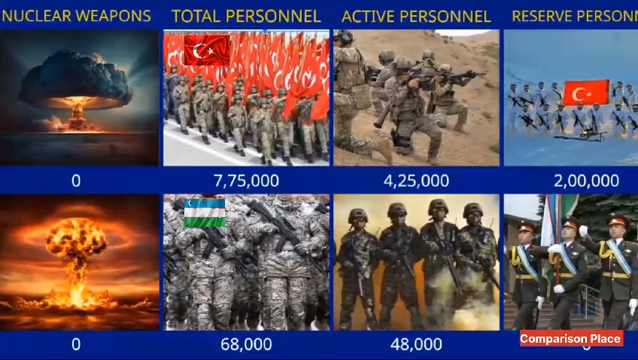 NUCLEAR WEAPONS TOTAL PERSONNEL ACTIVE PERSONNEL RESERVE
0 7,75,000 4,25,000 2,00,000
Comparison Place
0 68,000 48,000